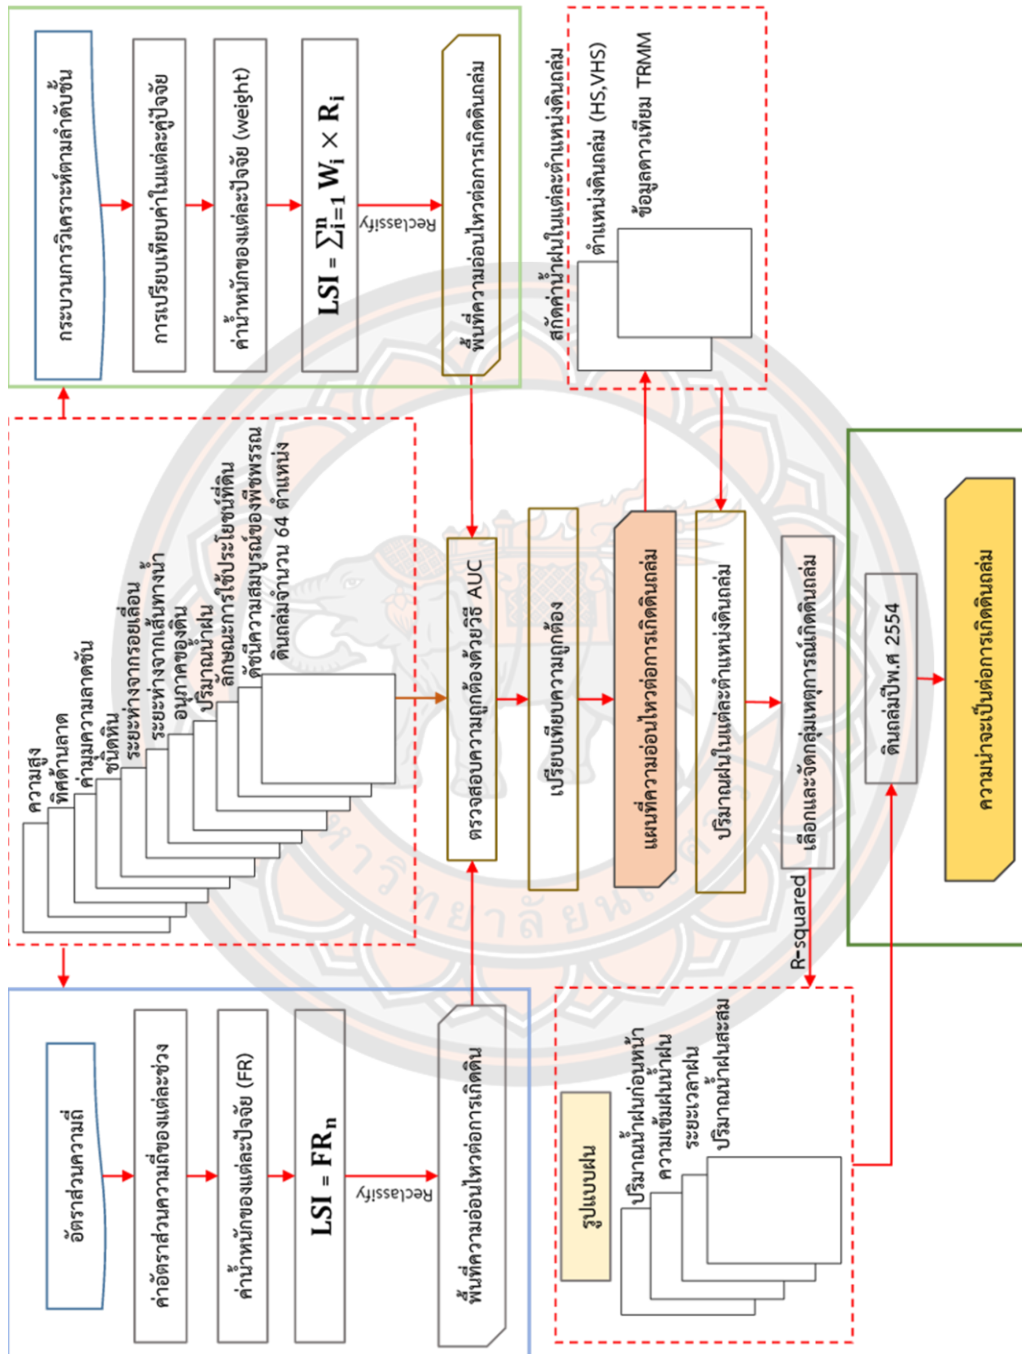 อัตราส่วนความถี่
ค่าอัตราส่วนความถี่ของแต่ละช่วง
ค่าน้ำหนักของแต่ละปัจจัย (FR)
LSI = FRn
Reclassify
พื้นที่ความอ่อนไหวต่อการเกิดดิน
ความสูง
ทิศด้านลาด
ค่ามุมความลาดชัน
ชนิดหิน
ระยะห่างจากรอยเลื่อน
ระยะห่างจากเส้นทางน้ำ
อนุภาคของดิน
ปริมาณน้ำฝน
ลักษณะการใช้ประโยชน์ที่ดิน
ดัชนีความสมบูรณ์ของพืชพรรณ
ดินถล่มจำนวน 64 ตำแหน่ง
กระบวนการวิเคราะห์ตามลำดับชั้น
การเปรียบเทียบค่าในแต่ละคู่ปัจจัย
ค่าน้ำหนักของแต่ละปัจจัย (weight)
LSI = ∑ni=1 Wi × Ri
Reclassify
พื้นที่ความอ่อนไหวต่อการเกิดดินถล่ม
ตรวจสอบความถูกต้องด้วยวิธี AUC
เปรียบเทียบความถูกต้อง
แผนที่ความอ่อนไหวต่อการเกิดดินถล่ม
สกัดค่าน้ำฝนในแต่ละตำแหน่งดินถล่ม
ตำแหน่งดินถล่ม (HS,VHS)
ข้อมูลดาวเทียม TRMM
ปริมาณฝนในแต่ละตำแหน่งดินถล่ม
เลือกและจัดกลุ่มเหตุการณ์เกิดดินถล่ม
R-squared
รูปแบบฝน
ปริมาณน้ำฝนก่อนหน้า
ความเข้มฝนน้ำฝน
ระยะเวลาฝน
ปริมาณน้ำฝนสะสม
ดินถล่มปีพ.ศ 2554
ความน่าจะเป็นต่อการเกิดดินถล่ม